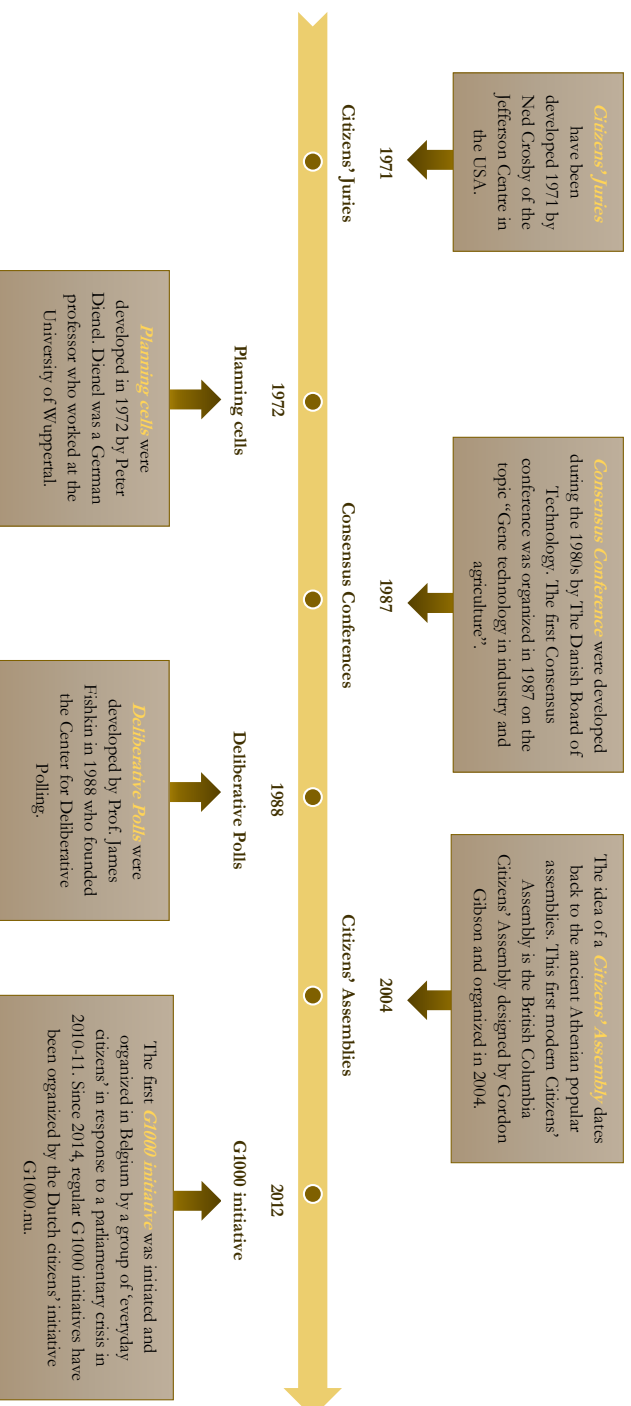 Citizens' Juries
have been
developed 1971 by
Ned Crosby of the
Jefferson Centre in
the USA.
1971
Citizens' Juries
1972
Planning cells
Planning cells were
developed in 1972 by Peter
Dienel. Dienel was a German
professor who worked at the
University of Wuppertal.
Consensus Conference were developed
during the 1980s by The Danish Board of
Technology. The first Consensus
conference was organized in 1987 on the
topic “Gene technology in industry and
agriculture”.
1987
Consensus Conferences
1988
Deliberative Polls
Deliberative Polls were
developed by Prof. James
Fishkin in 1988 who founded
the Center for Deliberative
Polling.
The idea of a Citizens' Assembly dates
back to the ancient Athenian popular
assemblies. This first modern Citizens'
Assembly is the British Columbia
Citizens' Assembly designed by Gordon
Gibson and organized in 2004.
2004
Citizens' Assemblies
2012
G1000 initiative
The first G1000 initiative was initiated and
organized in Belgium by a group of ‘everyday
citizens' in response to a parliamentary crisis in
2010-11. Since 2014, regular G1000 initiatives have
been organized by the Dutch citizens' initiative
G1000.nu.